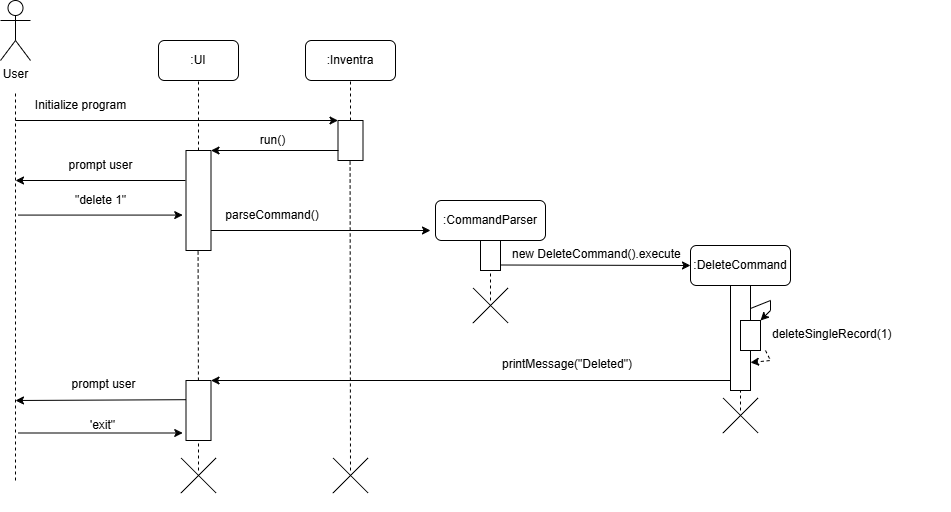 User
:UI
:Inventra
Initialize program
run()
prompt user
"delete 1"
parseCommand()
:CommandParser
new DeleteCommand().execute
:DeleteCommand
deleteSingleRecord(1)
printMessage("Deleted")
prompt user
'exit"